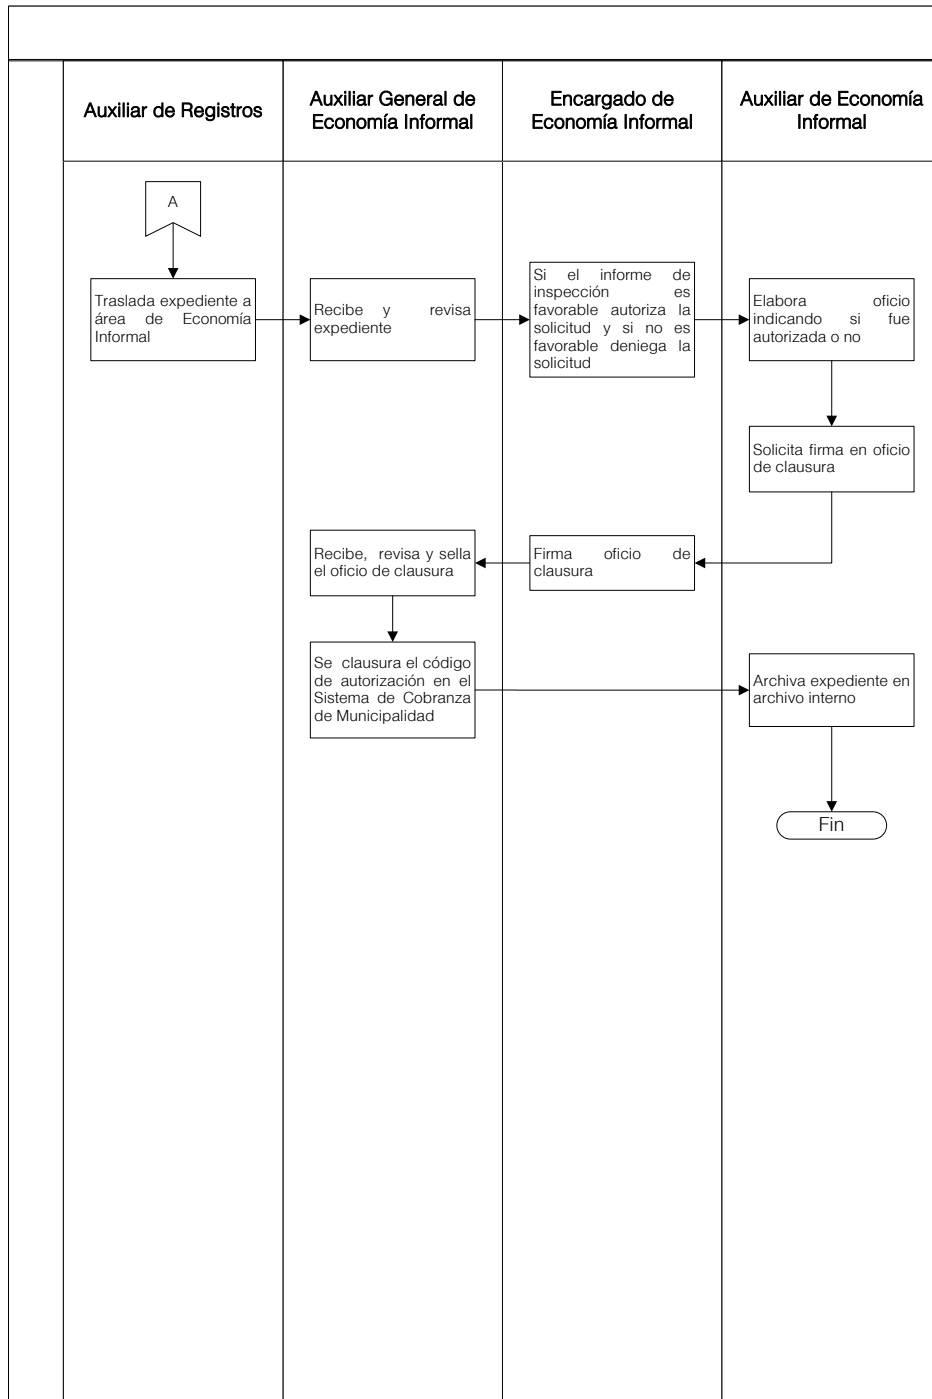 Auxiliar de Registros
Auxiliar General de
Economía Informal
Encargado de
Economía Informal
Auxiliar de Economía
Informal
A
Traslada expediente a
área de Economía
Informal
Recibe y revisa
expediente
Si el informe de
inspección es
favorable autoriza la
solicitud y si no es
favorable deniega la
solicitud
Elabora oficio
indicando si fue
autorizada o no
Solicita firma en oficio
de clausura
Firma oficio de
clausura
Recibe, revisa y sella
el oficio de clausura
Se clausura el código
de autorización en el
Sistema de Cobranza
de Municipalidad
Archiva expediente en
archivo interno
Fin